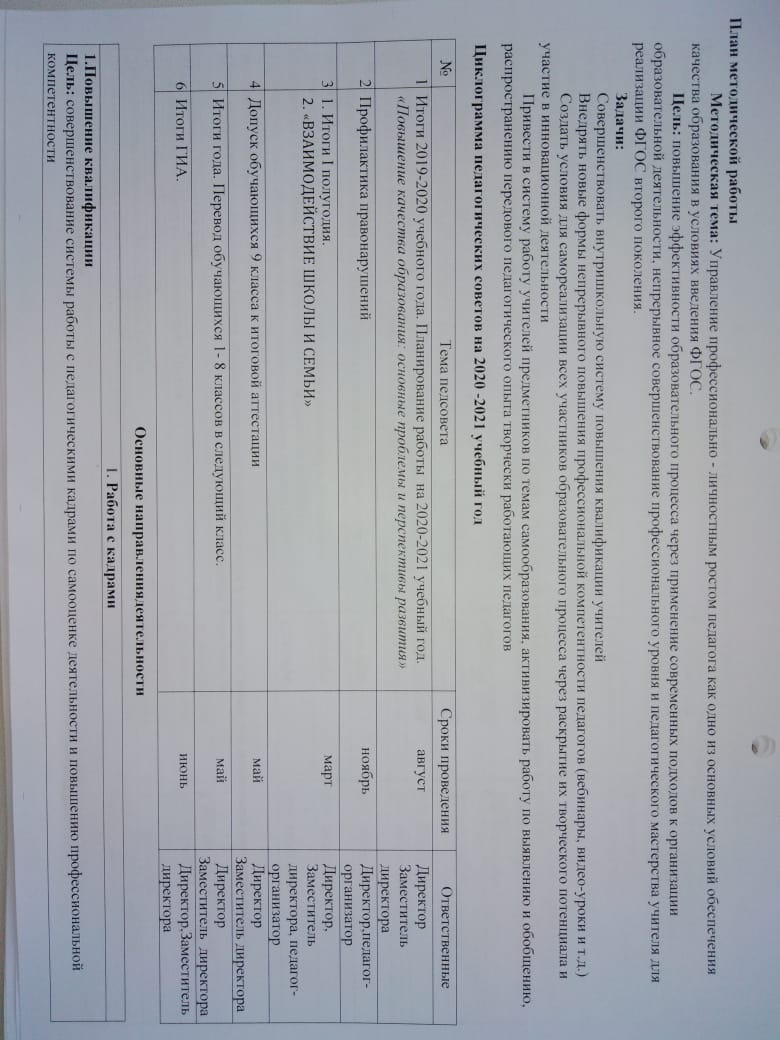 План методической работы
Методическая тема: Управление профессионально - личностным ростом педагога как одно из основных условий обеспечения
качества образования в условиях введения ФГОС.
Цель: повышение эффективности образовательного процесса через применение современных подходов к организации
образовательной деятельности, непрерывное совершенствование профессионального уровня и педагогического мастерства учителя для
реализации ФГОС второго поколения.
Задачи:
Совершенствовать внутришкольную систему повышения квалификации учителей
Внедрять новые формы непрерывного повышения профессиональной компетентности педагогов (вебинары, видео-уроки и т.д.)
Создать условия для самореализации всех участников образовательного процесса через раскрытие их творческого потенциала и
участие в инновационной деятельности
Привести в систему работу учителей предметников по темам самообразования, активизировать работу по выявлению и обобщению,
распространению передового педагогического опыта творчески работающих педагогов
Циклограмма педагогических советов на 2020 -2021 учебный год
№ Тема педсовета Сроки проведения Ответственные
1 Итоги 2019-2020 учебного года. Планирование работы на 2020-2021 учебный год. август Директор
«Повышение качества образования: основные проблемы и перспективы развития» Заместитель
директора
2 Профилактика правонарушений ноябрь Директор,педагог-
организатор
3 1. Итоги I полугодия. март Директор,
2. «ВЗАИМОДЕЙСТВИЕ ШКОЛЫ И СЕМЬИ» Заместитель
директора, педагог-
организатор
4 Допуск обучающихся 9 класса к итоговой аттестации май Директор
Заместитель директора
5 Итоги года. Перевод обучающихся 1- 8 классов в следующий класс. май Директор
Заместитель директора
6 Итоги ГИА. июнь Директор,Заместитель
директора
Основные направлениядеятельности
1. Работа с кадрами
1.Повышение квалификации
Цель: совершенствование системы работы с педагогическими кадрами по самооценке деятельности и повышению профессиональной
компетентности